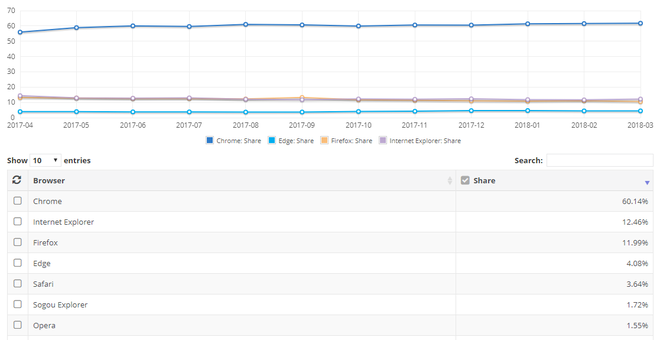 70
60
50
40
30
20
10
0
2017-04 2017-05 2017-06 2017-07 2017-08 2017-09 2017-10 2017-11 2017-12 2018-01 2018-02 2018-03
Chrome: Share Edge: Share Firefox: Share Internet Explorer: Share
Show 10 entries Search:
Browser Share
Chrome 60.14%
Internet Explorer 12.46%
Firefox 11.99%
Edge 4.08%
Safari 3.64%
Sogou Explorer 1.72%
Opera 1.55%